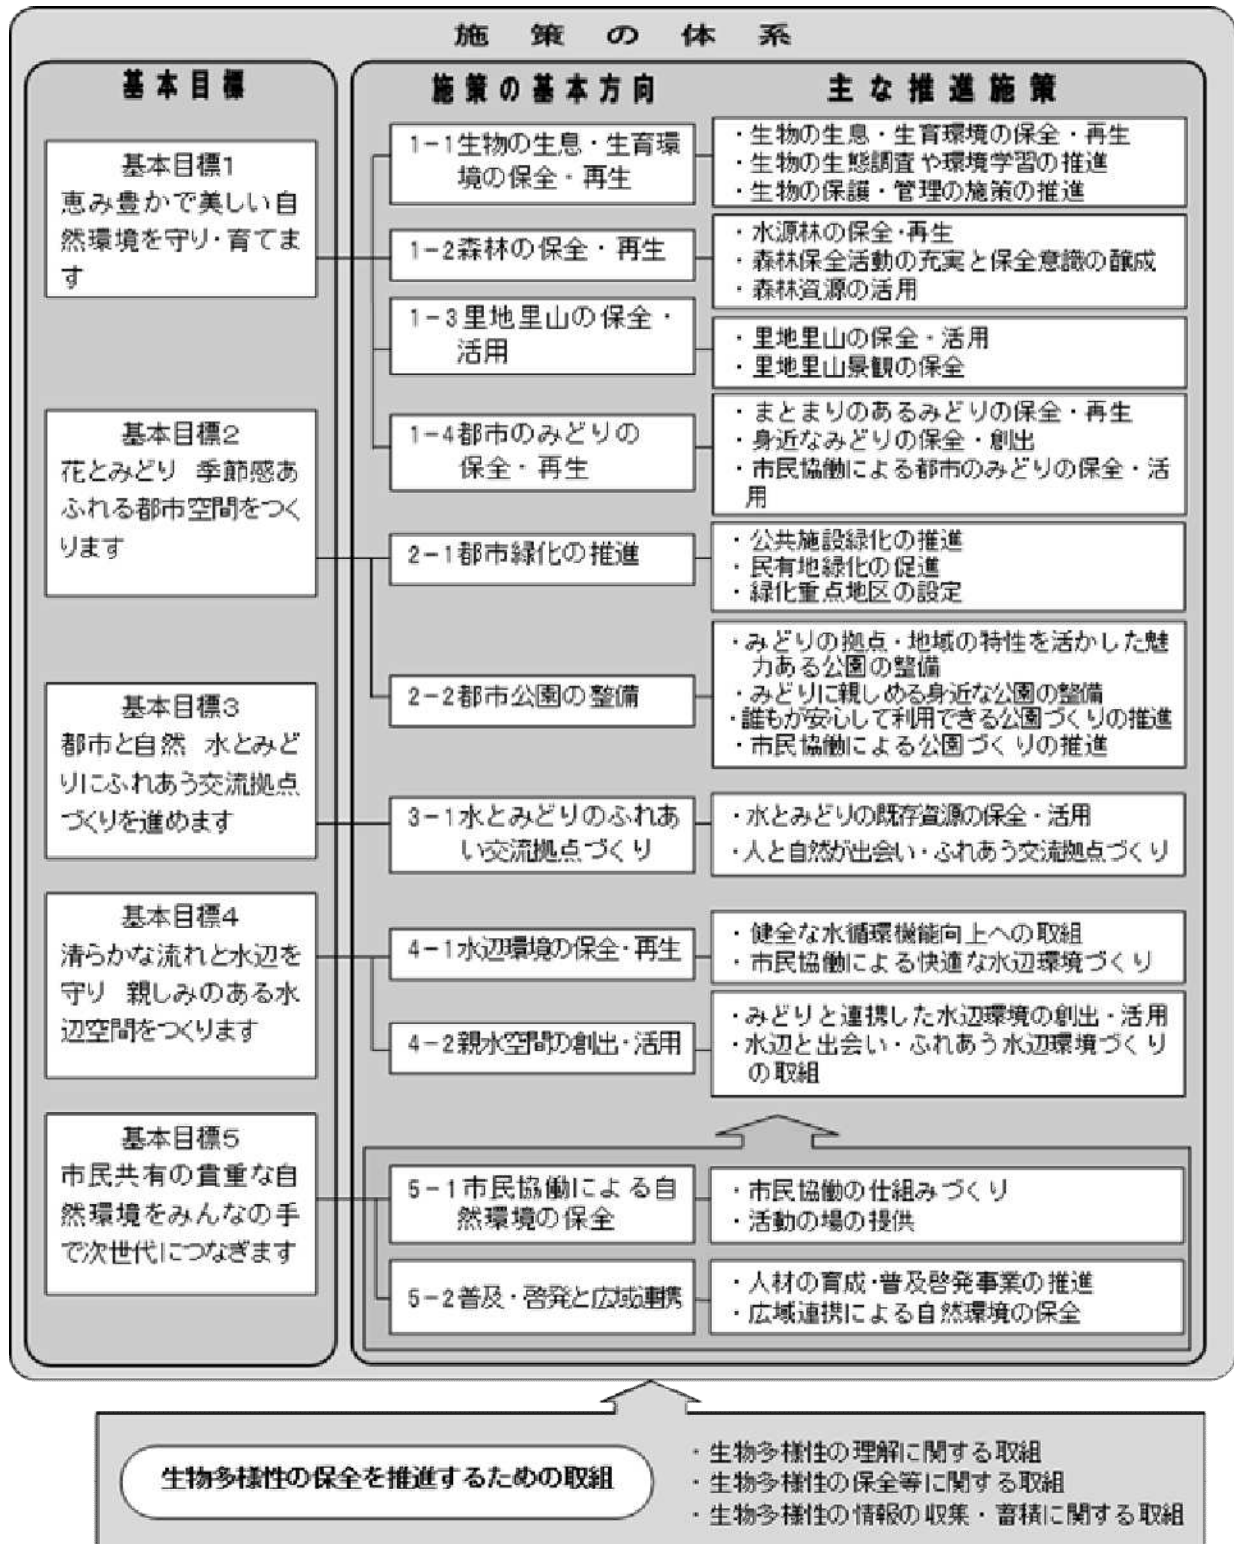 施策の体系
基本目標
施策の基本方向
主な推進施策
基本目標1
恵み豊かで美しい自
然環境を守り・育てま
す
1-1生物の生息・生育環
境の保全・再生
・生物の生息・生育環境の保全・再生
・生物の生態調査や環境学習の推進
・生物の保護・管理の施策の推進
1-2森林の保全・再生
・水源林の保全・再生
・森林保全活動の充実と保全意識の醸成
・森林資源の活用
1-3里地里山の保全・
活用
・里地里山の保全・活用
・里地里山景観の保全
1-4都市のみどりの
保全・再生
・まとまりのあるみどりの保全・再生
・身近なみどりの保全・創出
・市民協働による都市のみどりの保全・活
用
基本目標2
花とみどり 季節感あ
ふれる都市空間をつく
ります
2-1都市緑化の推進
・公共施設緑化の推進
・民有地緑化の促進
・緑化重点地区の設定
2-2都市公園の整備
・みどりの拠点・地域の特性を活かした魅
力ある公園の整備
・みどりに親しめる身近な公園の整備
・誰もが安心して利用できる公園づくりの推進
・市民協働による公園づくりの推進
基本目標3
都市と自然 水とみど
りにふれあう交流拠点
づくりを進めます
3-1水とみどりのふれあ
い交流拠点づくり
・水とみどりの既存資源の保全・活用
・人と自然が出会い・ふれあう交流拠点づくり
基本目標4
清らかな流れと水辺を
守り 親しみのある水
辺空間をつくります
4-1水辺環境の保全・再生
・健全な水循環機能向上への取組
・市民協働による快適な水辺環境づくり
4-2親水空間の創出・活用
・みどりと連携した水辺環境の創出・活用
・水辺と出会い・ふれあう水辺環境づくり
の取組
基本目標5
市民共有の貴重な自
然環境をみんなの手
で次世代につなぎます
5-1市民協働による自
然環境の保全
・市民協働の仕組みづくり
・活動の場の提供
5-2普及・啓発と広域連携
・人材の育成・普及啓発事業の推進
・広域連携による自然環境の保全
生物多様性の保全を推進するための取組
・生物多様性の理解に関する取組
・生物多様性の保全等に関する取組
・生物多様性の情報の収集・蓄積に関する取組